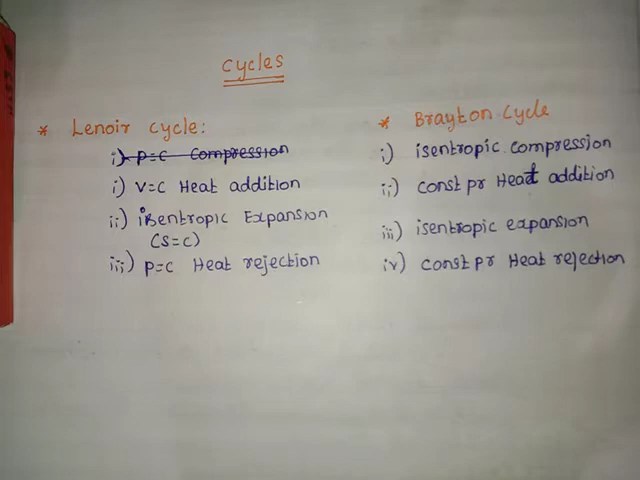 Cycles
* Lenoir cycle:
i) p=c Compression
i) V=C Heat addition
ii) isentropic Expansion
(S=C)
iii) p=c Heat rejection
* Brayton Cycle
i) isentropic compression
ii) const pr Heat addition
iii) isentropic expansion
iv) const pr Heat rejection